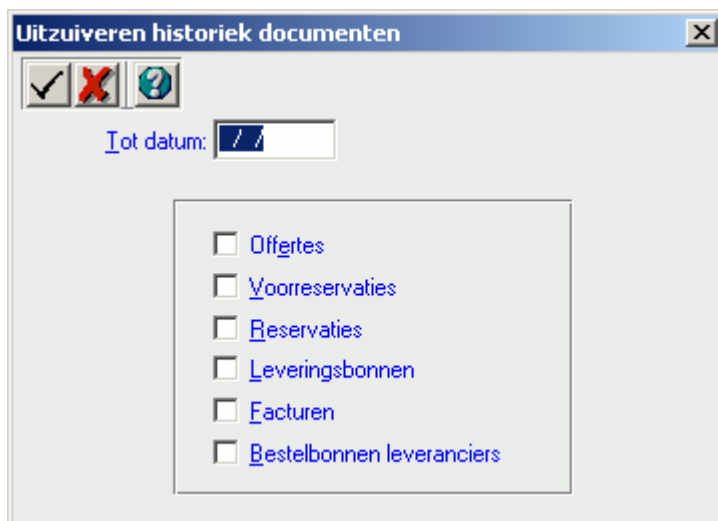 Uitzuiveren historiek documenten
Tot datum: / /
Offertes
Voorreservaties
Reservaties
Leveringsbonnen
Facturen
Bestelbonnen leveranciers